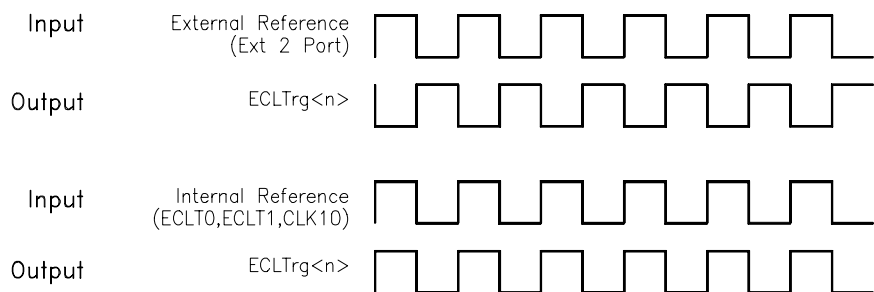 Input External Reference
(Ext 2 Port)
Output ECLTrg<n>
Input Internal Reference
(ECLT0,ECLT1,CLK10)
Output ECLTrg<n>